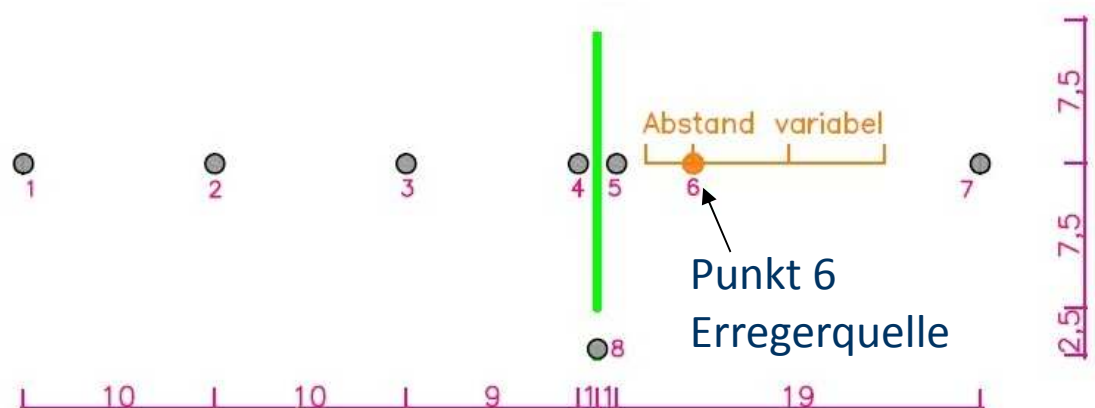 7,5
Abstand variabel
1 2 3 4 5 6 7
7,5
Punkt 6
Erregerquelle
2,5
8
10 10 9 1 1 19